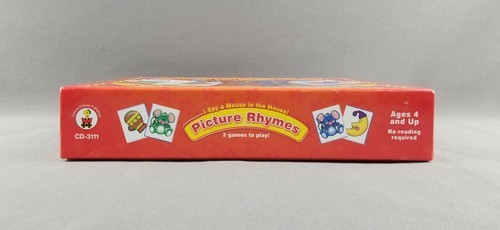 CD-3111
I Spy a Mouse in the House!
Picture Rhymes
3 games to play!
Ages 4
and Up
No reading
required